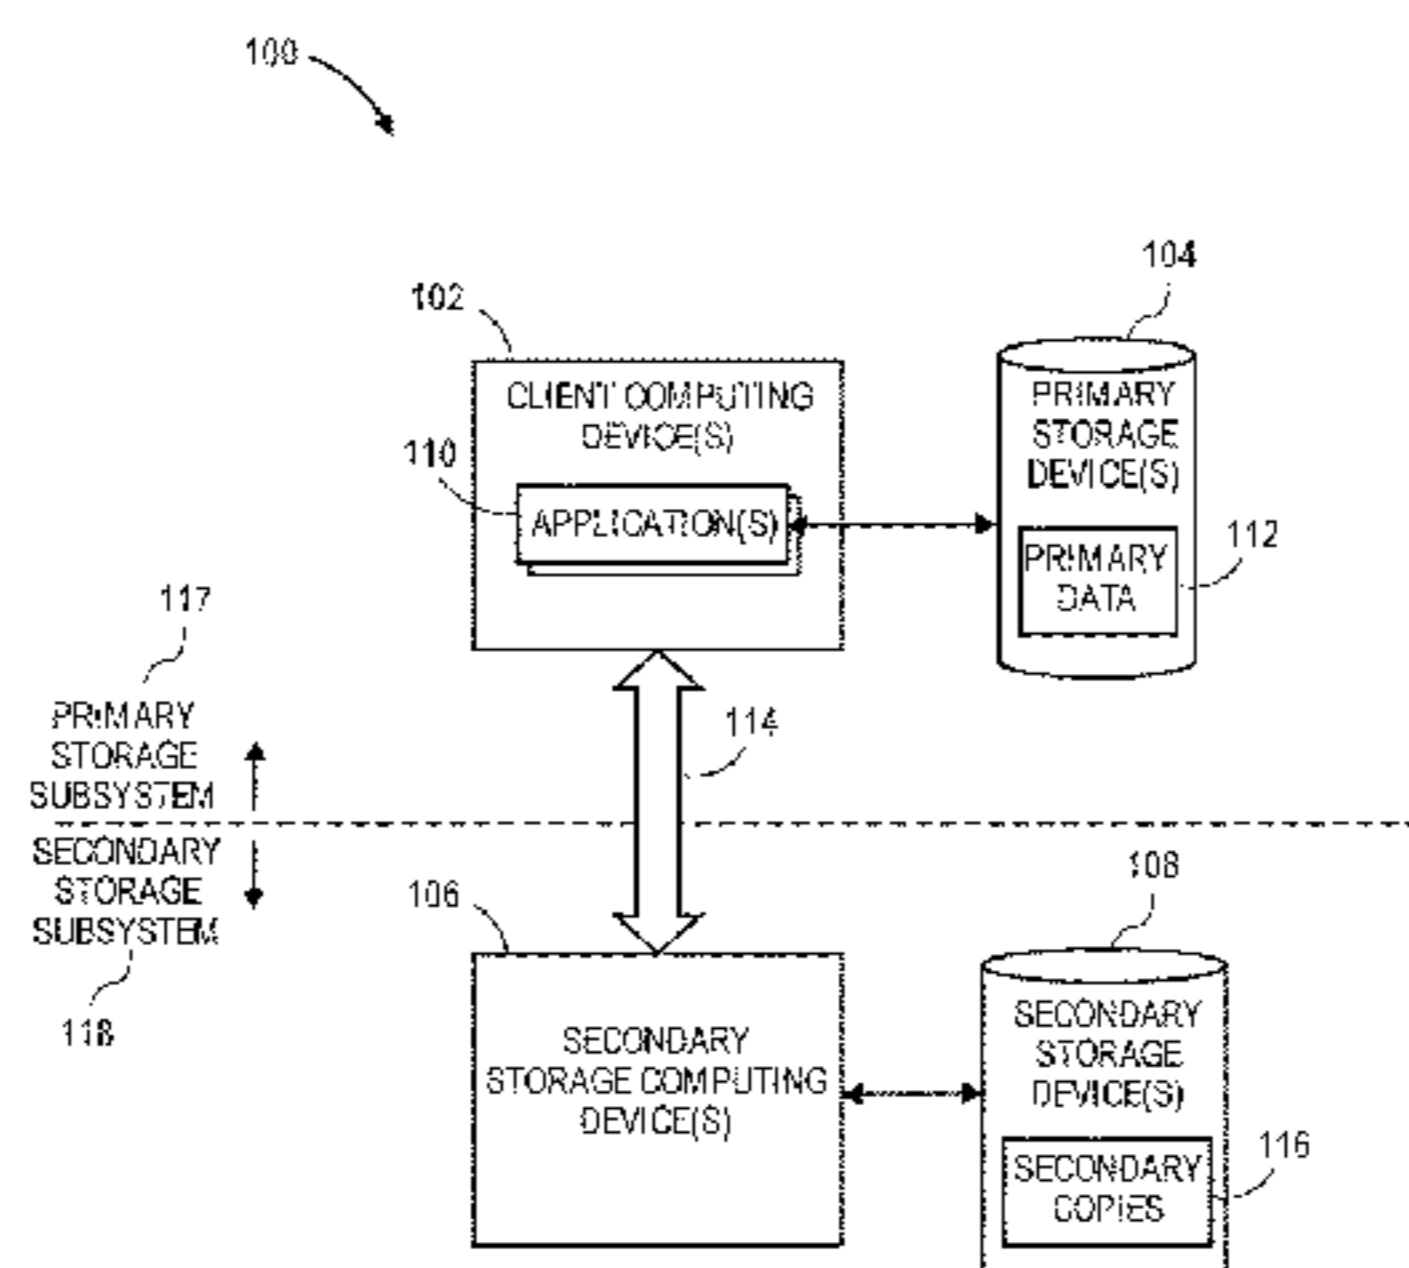 100
104
102
CLIENT COMPUTING
DEVICE(S)
110
APPLICATION(S)
PRIMARY
STORAGE
DEVICE(S)
PRIMARY
DATA
112
117
PRIMARY
STORAGE
SUBSYSTEM
114
SECONDARY
STORAGE
SUBSYSTEM
118
106
108
SECONDARY
STORAGE COMPUTING
DEVICE(S)
SECONDARY
STORAGE
DEVICE(S)
SECONDARY
COPIES
116